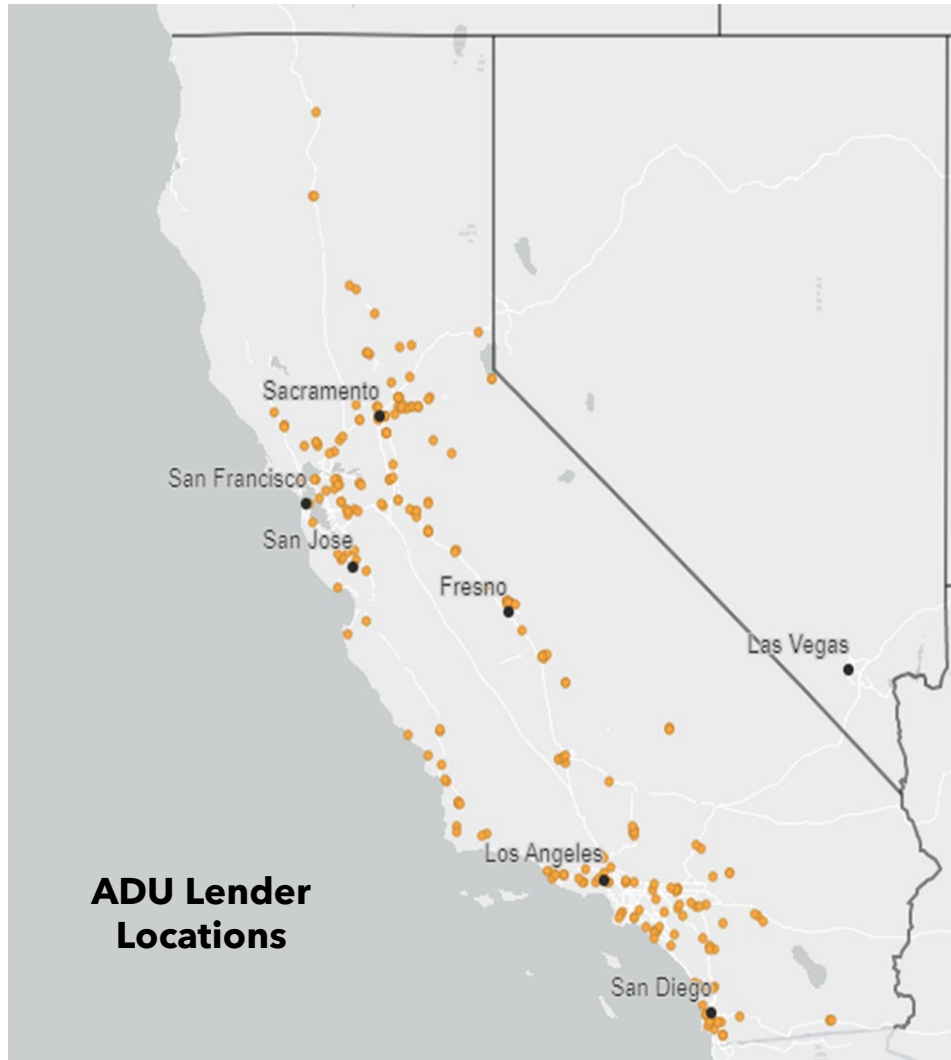 Sacramento
San Francisco
San Jose
Fresno
Las Vegas
Los Angeles
ADU Lender
Locations
San Diego